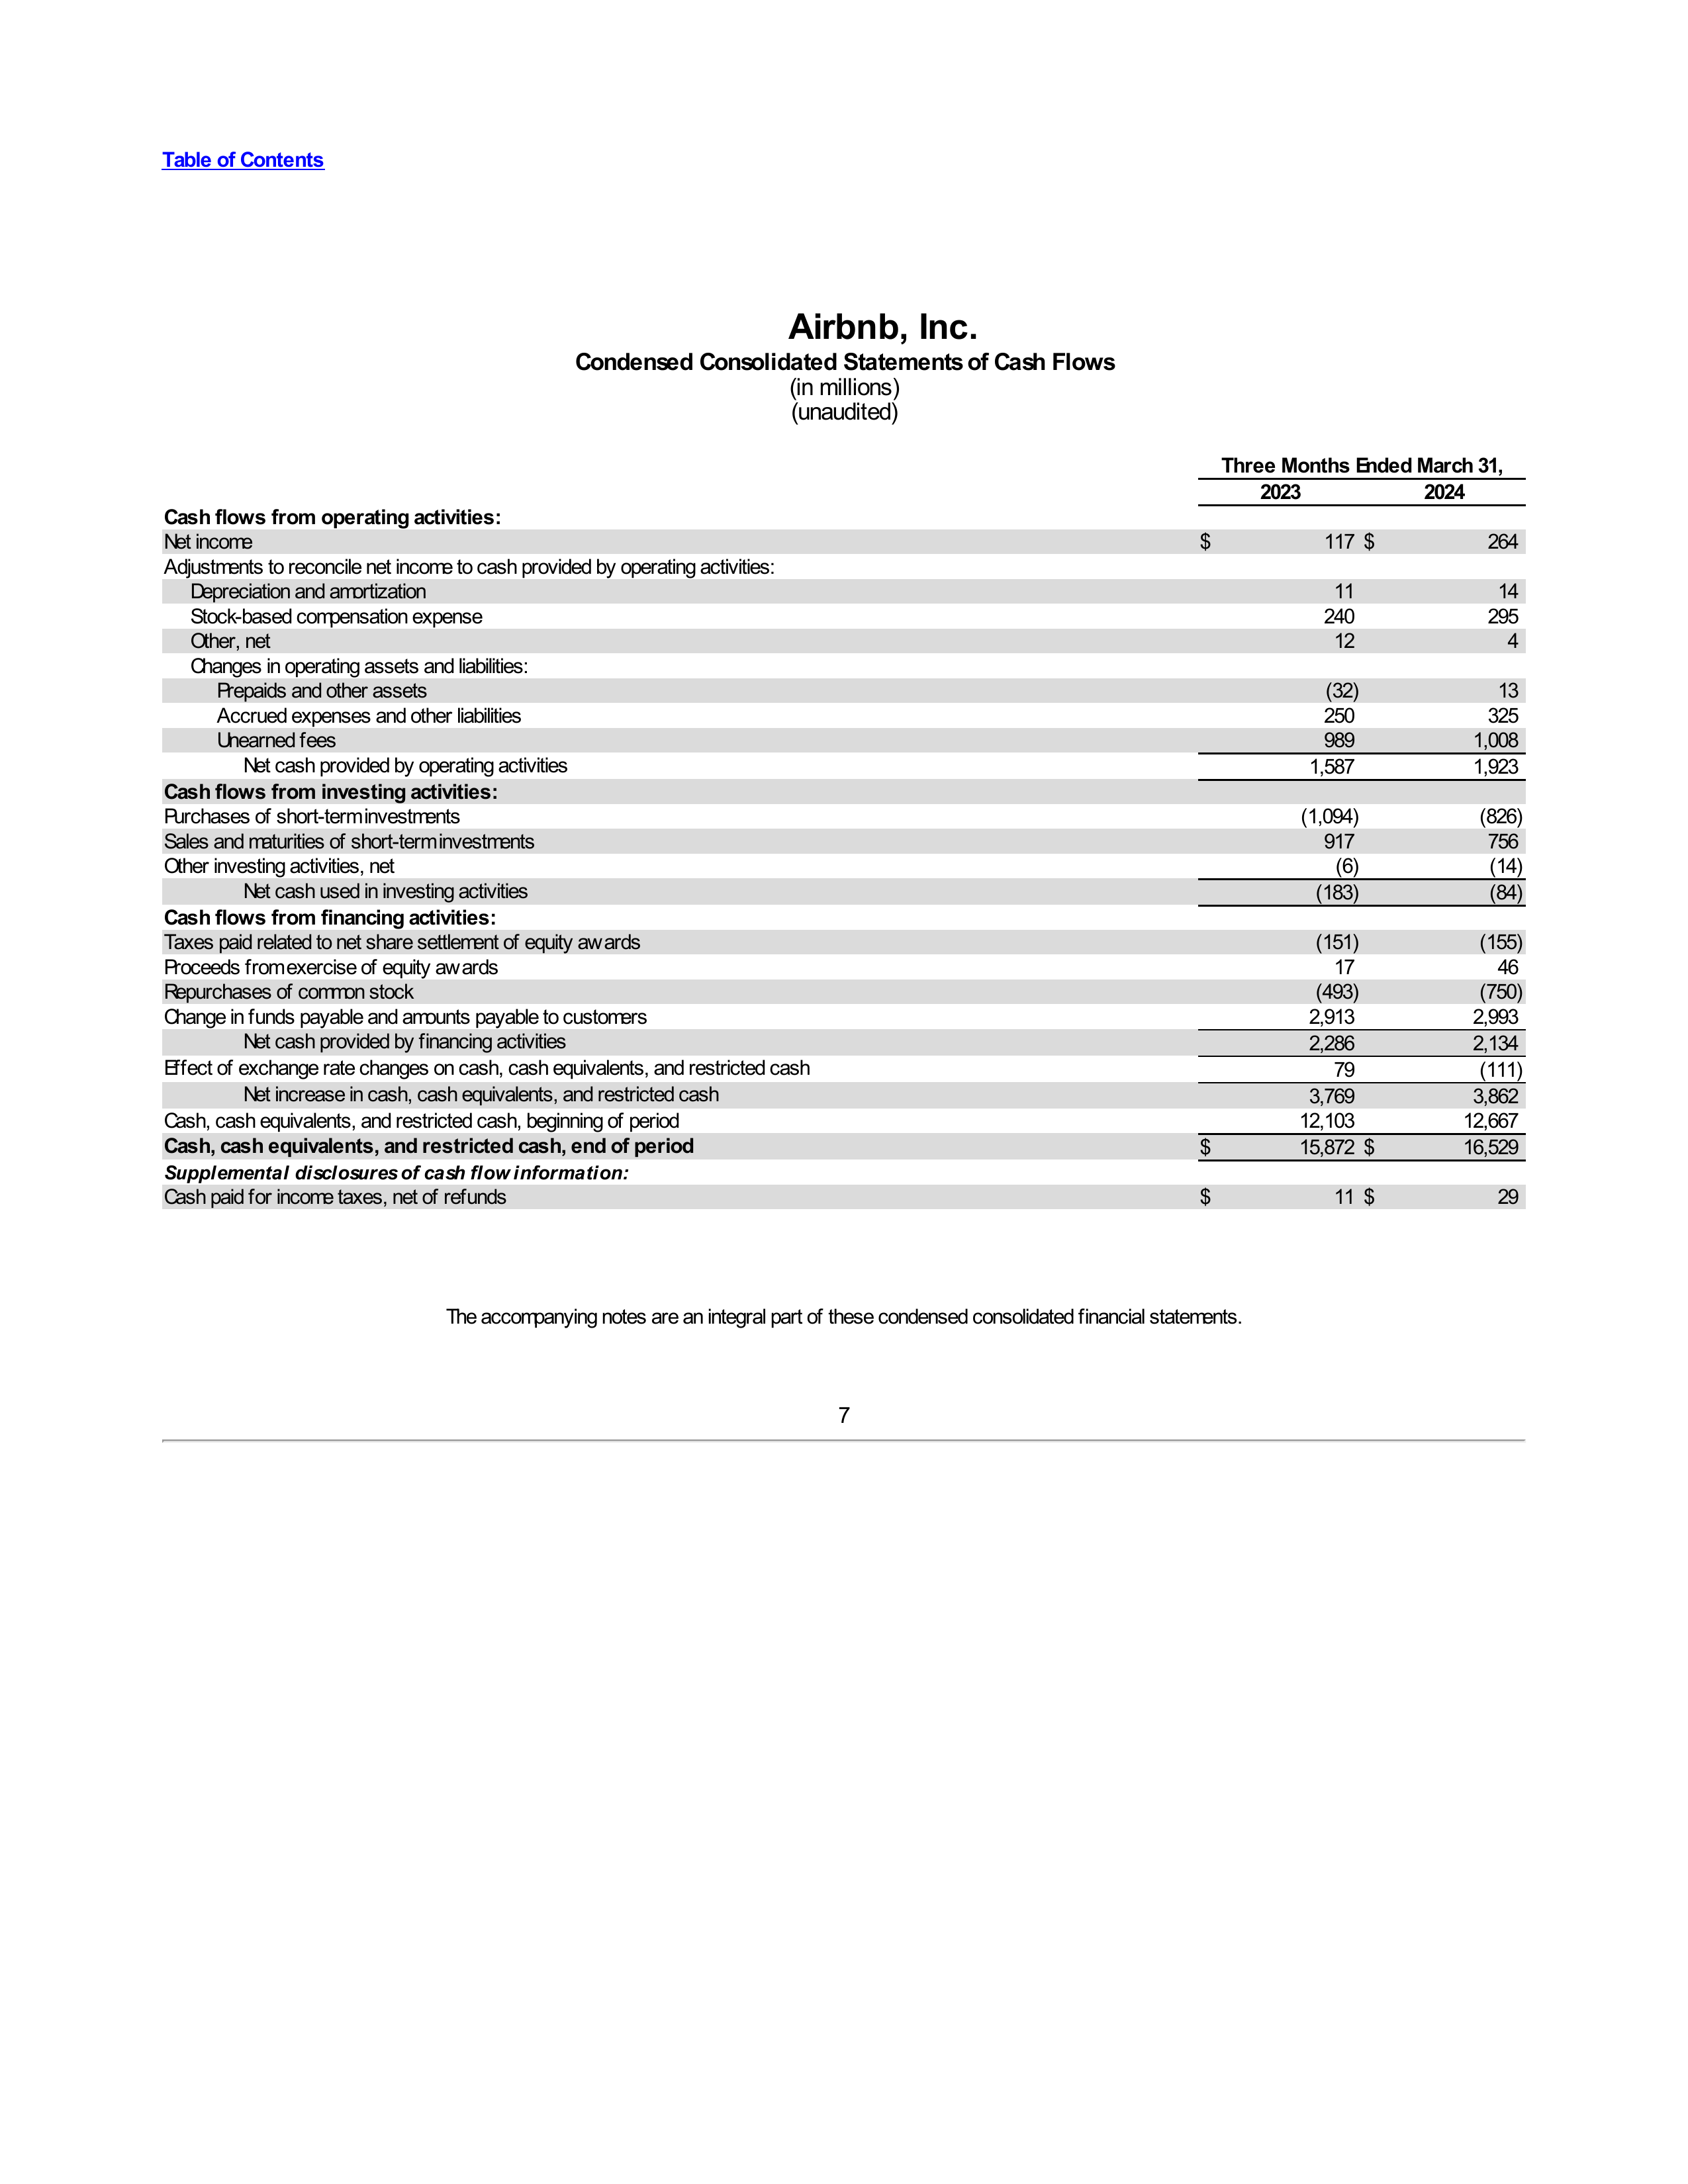 Table of Contents
Airbnb, Inc.
Condensed Consolidated Statements of Cash Flows
(in millions)
(unaudited)
Three Months Ended March 31,
2023 2024
Cash flows from operating activities:
Net income $ 117 $ 264
Adjustments to reconcile net income to cash provided by operating activities:
Depreciation and amortization 11 14
Stock-based compensation expense 240 295
Other, net 12 4
Changes in operating assets and liabilities:
Prepaids and other assets (32) 13
Accrued expenses and other liabilities 250 325
Unearned fees 989 1,008
Net cash provided by operating activities 1,587 1,923
Cash flows from investing activities:
Purchases of short-term investments (1,094) (826)
Sales and maturities of short-term investments 917 756
Other investing activities, net (6) (14)
Net cash used in investing activities (183) (84)
Cash flows from financing activities:
Taxes paid related to net share settlement of equity awards (151) (155)
Proceeds from exercise of equity awards 17 46
Repurchases of common stock (493) (750)
Change in funds payable and amounts payable to customers 2,913 2,993
Net cash provided by financing activities 2,286 2,134
Effect of exchange rate changes on cash, cash equivalents, and restricted cash 79 (111)
Net increase in cash, cash equivalents, and restricted cash 3,769 3,862
Cash, cash equivalents, and restricted cash, beginning of period 12,103 12,667
Cash, cash equivalents, and restricted cash, end of period $ 15,872 $ 16,529
Supplemental disclosures of cash flow information:
Cash paid for income taxes, net of refunds $ 11 $ 29
The accompanying notes are an integral part of these condensed consolidated financial statements.
7